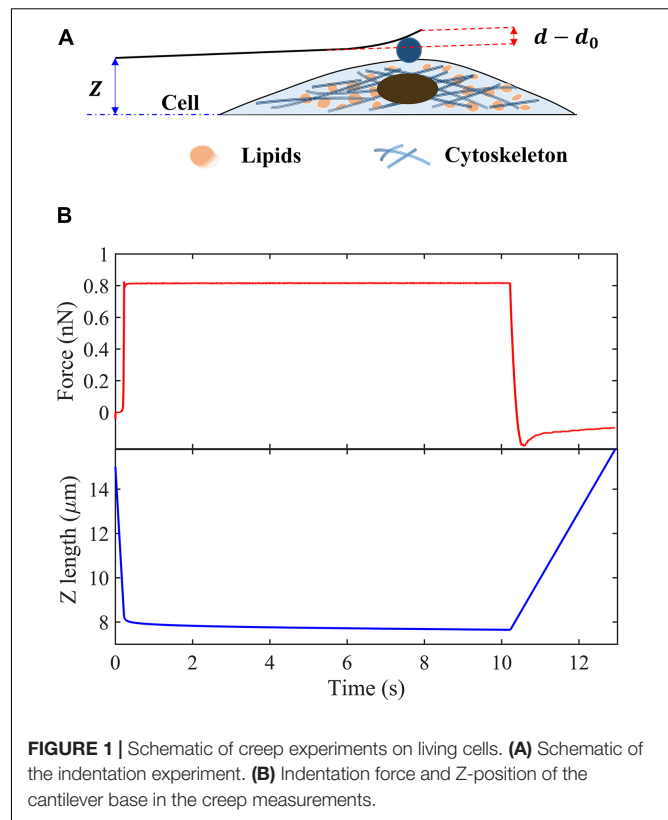 A
d − d₀
Z
Cell
Lipids
Cytoskeleton
B
1
0.8
0.6
0.4
0.2
0
Force (nN)
14
12
10
8
Z length (μm)
0 2 4 6 8 10 12
Time (s)
FIGURE 1 | Schematic of creep experiments on living cells. (A) Schematic of
the indentation experiment. (B) Indentation force and Z-position of the
cantilever base in the creep measurements.